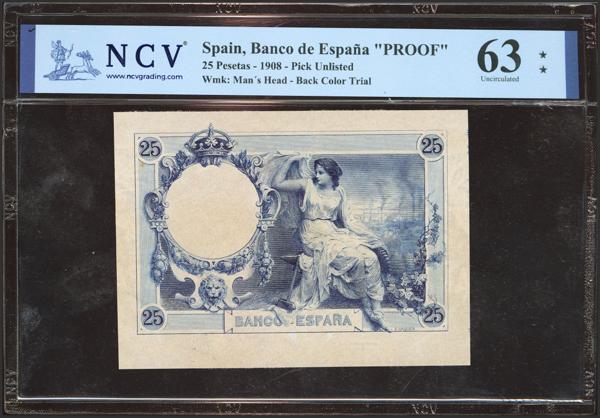 NCV®
www.ncvgrading.com
Spain, Banco de España "PROOF"
25 Pesetas - 1908 - Pick Unlisted
Wmk: Man´s Head - Back Color Trial
63
Uncirculated
25
25
25
25
BANCO DE ESPAÑA